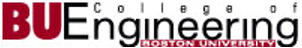 College of
BU Engineering
BOSTON UNIVERSITY